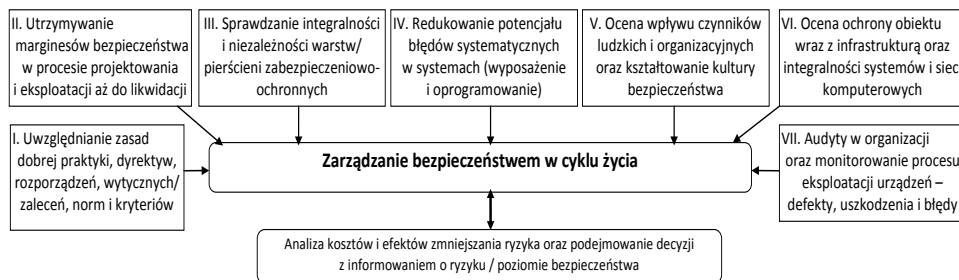 II. Utrzymywanie
marginesów bezpieczeństwa
w procesie projektowania
i eksploatacji aż do likwidacji
III. Sprawdzanie integralności
i niezależności warstw/
pierścieni zabezpieczeniowo-
ochronnych
IV. Redukowanie potencjału
błędów systematycznych
w systemach (wyposażenie
i oprogramowanie)
V. Ocena wpływu czynników
ludzkich i organizacyjnych
oraz kształtowanie kultury
bezpieczeństwa
VI. Ocena ochrony obiektu
wraz z infrastrukturą oraz
integralności systemów i siec
komputerowych
I. Uwzględnianie zasad
dobrej praktyki, dyrektyw,
rozporządzeń, wytycznych/
zaleceń, norm i kryteriów
Zarządzanie bezpieczeństwem w cyklu życia
VII. Audyty w organizacji
oraz monitorowanie procesu
eksploatacji urządzeń –
defekty, uszkodzenia i błędy
Analiza kosztów i efektów zmniejszania ryzyka oraz podejmowanie decyzji
z informowaniem o ryzyku / poziomie bezpieczeństwa